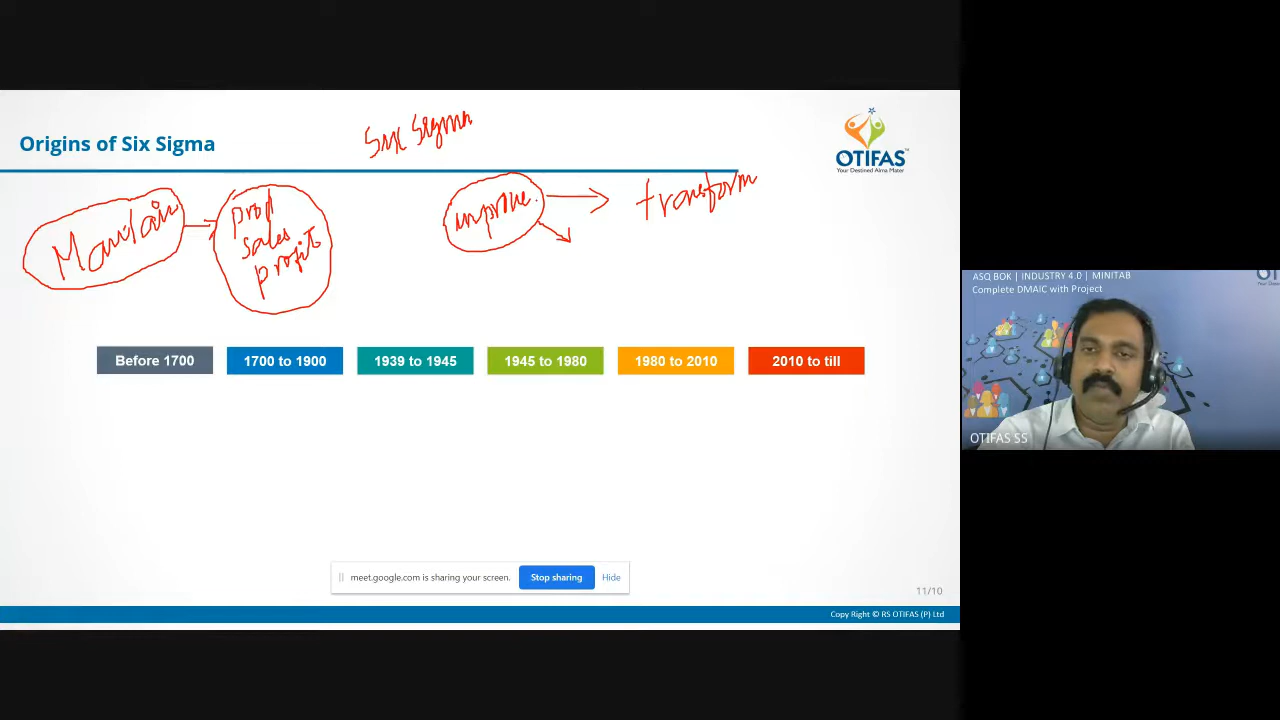 Origins of Six Sigma
Six Sigma
OTIFAS
Your Destined Alma Mater
Maintain
prod
sales
profit
improve
transform
Before 1700
1700 to 1900
1939 to 1945
1945 to 1980
1980 to 2010
2010 to till
ASQ BOK | INDUSTRY 4.0 | MINITAB
Complete DMAIC with Project
OTIFAS SS
meet.google.com is sharing your screen.
Stop sharing
Hide
11/10
Copy Right © RS OTIFAS (P) Ltd